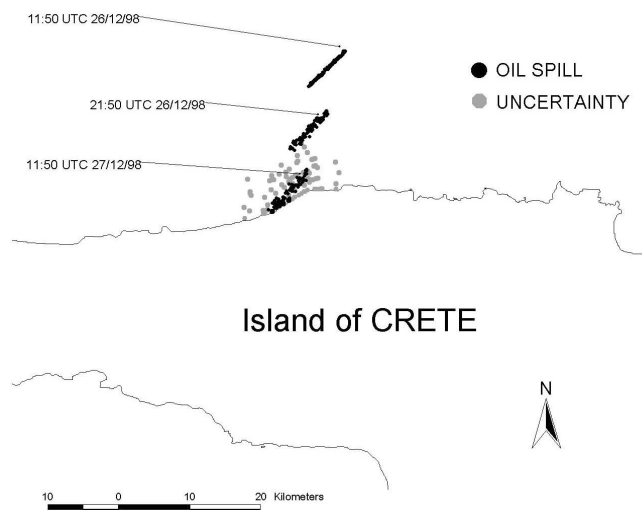 11:50 UTC 26/12/98
OIL SPILL
21:50 UTC 26/12/98
UNCERTAINTY
11:50 UTC 27/12/98
Island of CRETE
N
10 0 10 20 Kilometers